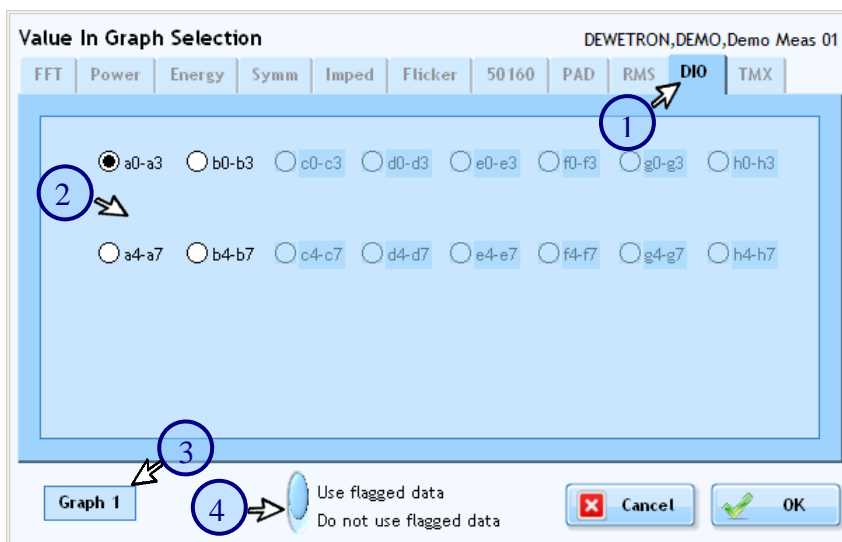 Value In Graph Selection DEWETRON,DEMO,Demo Meas 01
FFT Power Energy Symm Imped Flicker 50160 PAD RMS DIO TMX
1
a0-a3 b0-b3 c0-c3 d0-d3 e0-e3 f0-f3 g0-g3 h0-h3
2
a4-a7 b4-b7 c4-c7 d4-d7 e4-e7 f4-f7 g4-g7 h4-h7
3
Graph 1
4
Use flagged data
Do not use flagged data
Cancel
OK